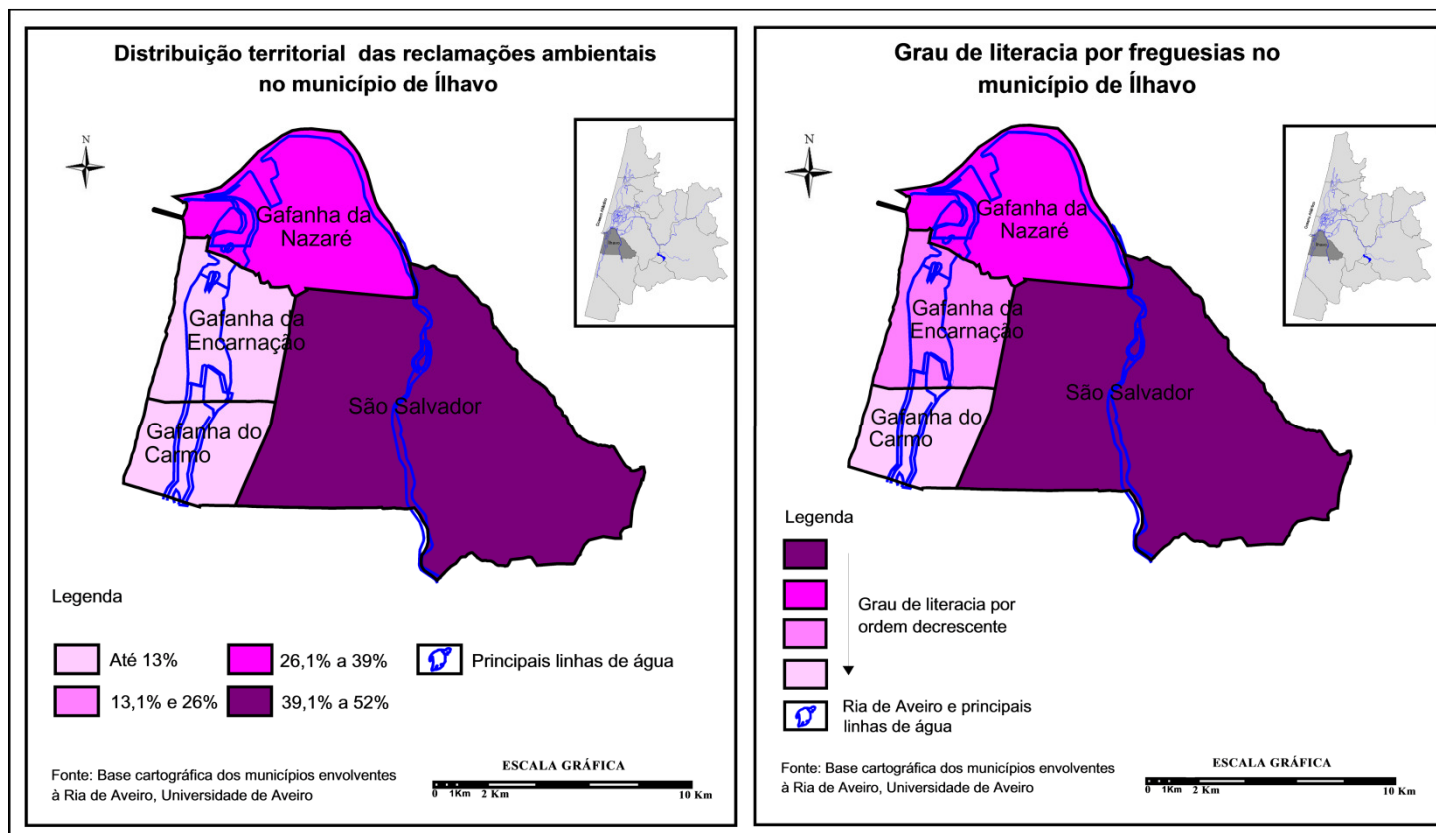 Distribuição territorial das reclamações ambientais
no município de Ílhavo
N
Gafanha da
Nazaré
Gafanha da
Encarnação
São Salvador
Gafanha do
Carmo
Legenda
Até 13%
26,1% a 39%
Principais linhas de água
13,1% e 26%
39,1% a 52%
Fonte: Base cartográfica dos municípios envolventes
à Ria de Aveiro, Universidade de Aveiro
ESCALA GRÁFICA
0 1Km 2 Km 10 Km
Grau de literacia por freguesias no
município de Ílhavo
N
Gafanha da
Nazaré
Gafanha da
Encarnação
São Salvador
Gafanha do
Carmo
Legenda
Grau de literacia por
ordem decrescente
Ria de Aveiro e principais
linhas de água
Fonte: Base cartográfica dos municípios envolventes
à Ria de Aveiro, Universidade de Aveiro
ESCALA GRÁFICA
0 1Km 2 Km 10 Km